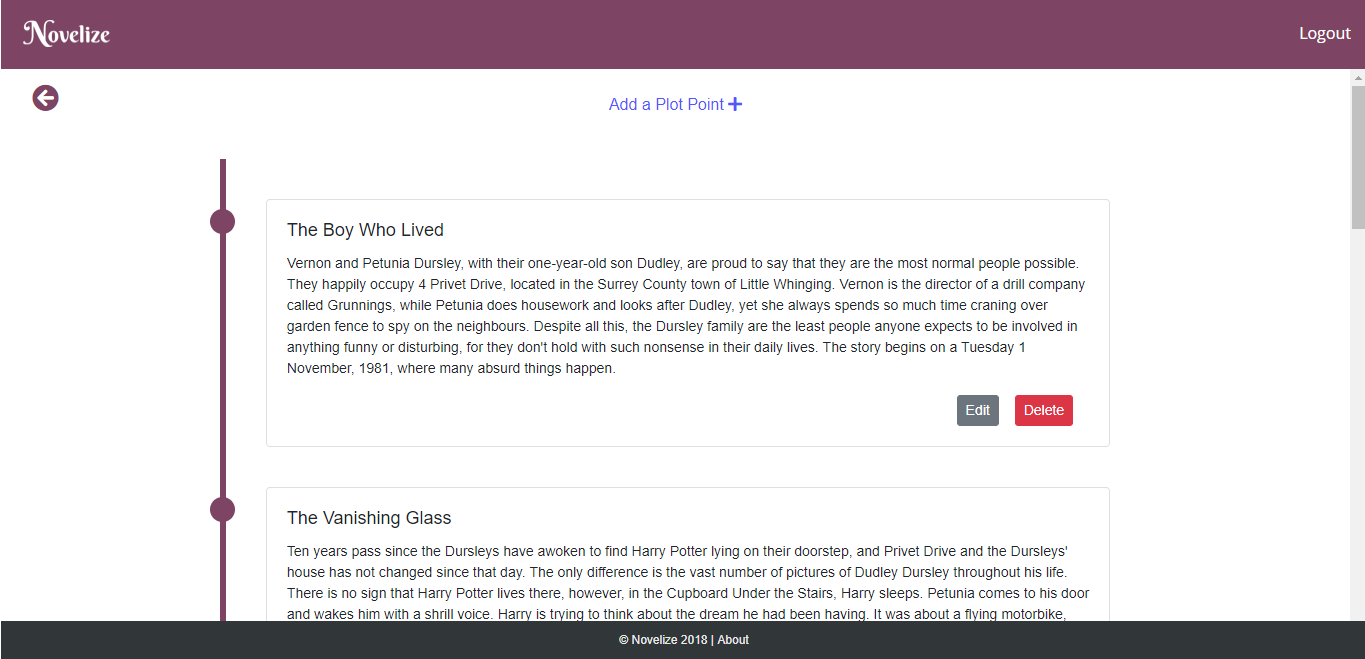 Novelize
Logout
Add a Plot Point
The Boy Who Lived
Vernon and Petunia Dursley, with their one-year-old son Dudley, are proud to say that they are the most normal people possible.
They happily occupy 4 Privet Drive, located in the Surrey County town of Little Whinging. Vernon is the director of a drill company
called Grunnings, while Petunia does housework and looks after Dudley, yet she always spends so much time craning over
garden fence to spy on the neighbours. Despite all this, the Dursley family are the least people anyone expects to be involved in
anything funny or disturbing, for they don't hold with such nonsense in their daily lives. The story begins on a Tuesday 1
November, 1981, where many absurd things happen.
Edit Delete
The Vanishing Glass
Ten years pass since the Dursleys have awoken to find Harry Potter lying on their doorstep, and Privet Drive and the Dursleys'
house has not changed since that day. The only difference is the vast number of pictures of Dudley Dursley throughout his life.
There is no sign that Harry Potter lives there, however, in the Cupboard Under the Stairs, Harry sleeps. Petunia comes to his door
and wakes him with a shrill voice. Harry is trying to think about the dream he had been having. It was about a flying motorbike,
© Novelize 2018 | About